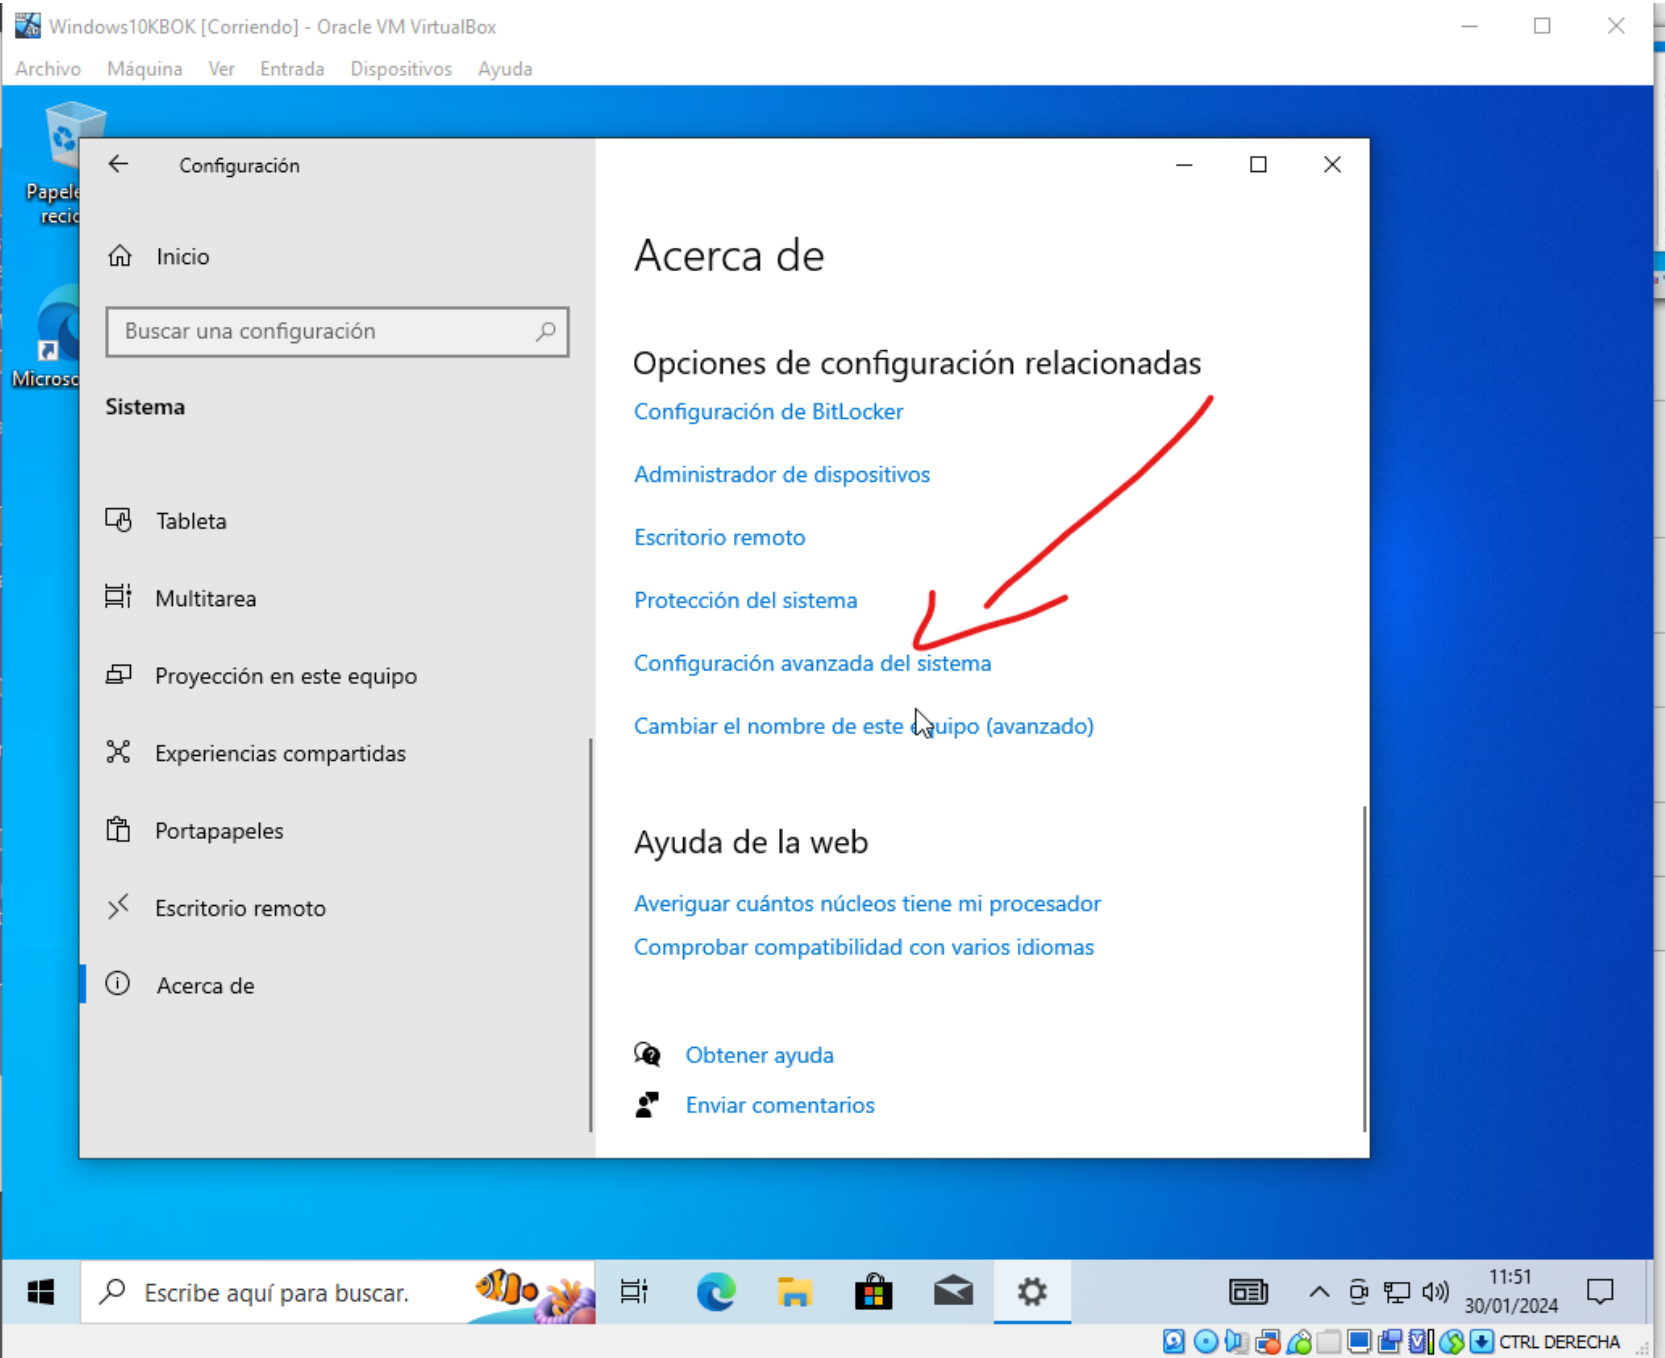 Windows10KBOK [Corriendo] - Oracle VM VirtualBox
Archivo Máquina Ver Entrada Dispositivos Ayuda
Configuración
Inicio
Buscar una configuración
Sistema
Tableta
Multitarea
Proyección en este equipo
Experiencias compartidas
Portapapeles
Escritorio remoto
Acerca de
Acerca de
Opciones de configuración relacionadas
Configuración de BitLocker
Administrador de dispositivos
Escritorio remoto
Protección del sistema
Configuración avanzada del sistema
Cambiar el nombre de este equipo (avanzado)
Ayuda de la web
Averiguar cuántos núcleos tiene mi procesador
Comprobar compatibilidad con varios idiomas
Obtener ayuda
Enviar comentarios
Escribe aquí para buscar.
11:51
30/01/2024
CTRL DERECHA